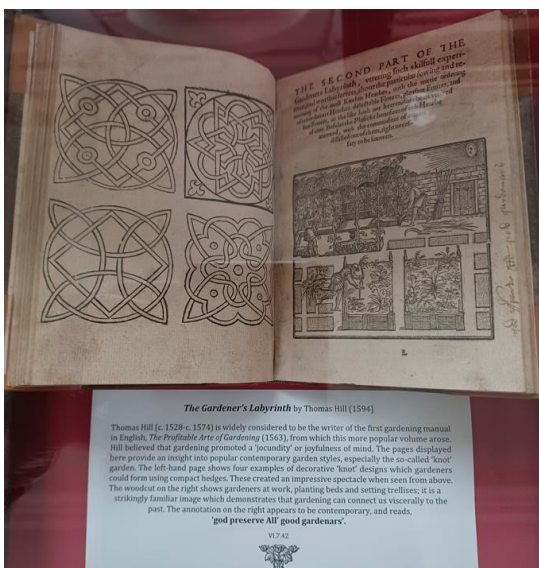 THE SECOND PART OF THE
Gardeners Labyrinth, vttering such skilfull experi-
The Gardener's Labyrinth by Thomas Hill (1594)
Thomas Hill (c. 1528-c. 1574) is widely considered to be the writer of the first gardening manual
in English, The Profitable Arte of Gardening (1563), from which this more popular volume arose.
Hill believed that gardening promoted a 'jocundity' or joyfulness of mind. The pages displayed
here provide an insight into popular contemporary garden styles, especially the so-called 'knot'
garden. The left-hand page shows four examples of decorative 'knot' designs which gardeners
could form using compact hedges. These created an impressive spectacle when seen from above.
The woodcut on the right shows gardeners at work, planting beds and setting trellises; it is a
strikingly familiar image which demonstrates that gardening can connect us viscerally to the
past. The annotation on the right appears to be contemporary, and reads,
'god preserve All' good gardenars'.
VI.7.42